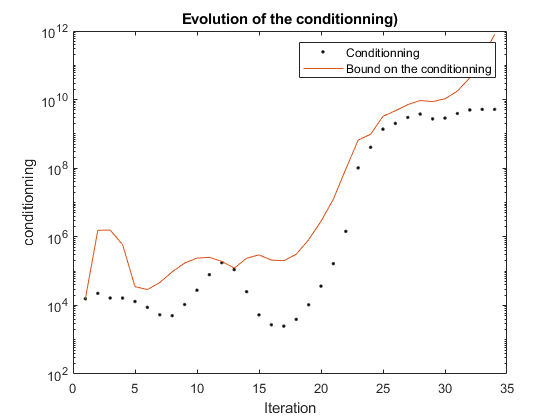 Evolution of the conditionning)
10^12
10^10
10^8
10^6
10^4
10^2
conditionning
Conditionning
Bound on the conditionning
0 5 10 15 20 25 30 35
Iteration